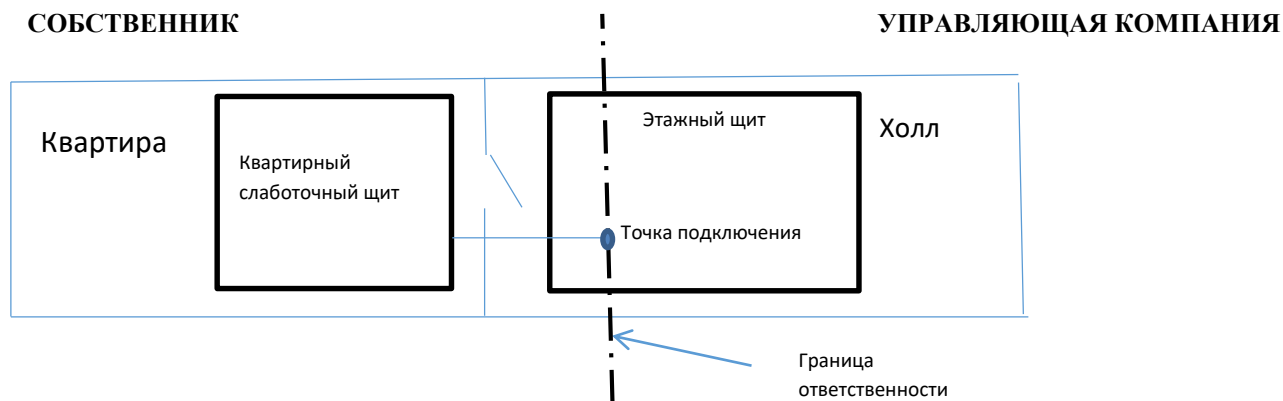 СОБСТВЕННИК
УПРАВЛЯЮЩАЯ КОМПАНИЯ
Квартира
Квартирный
слаботочный щит
Этажный щит
Холл
Точка подключения
Граница
ответственности